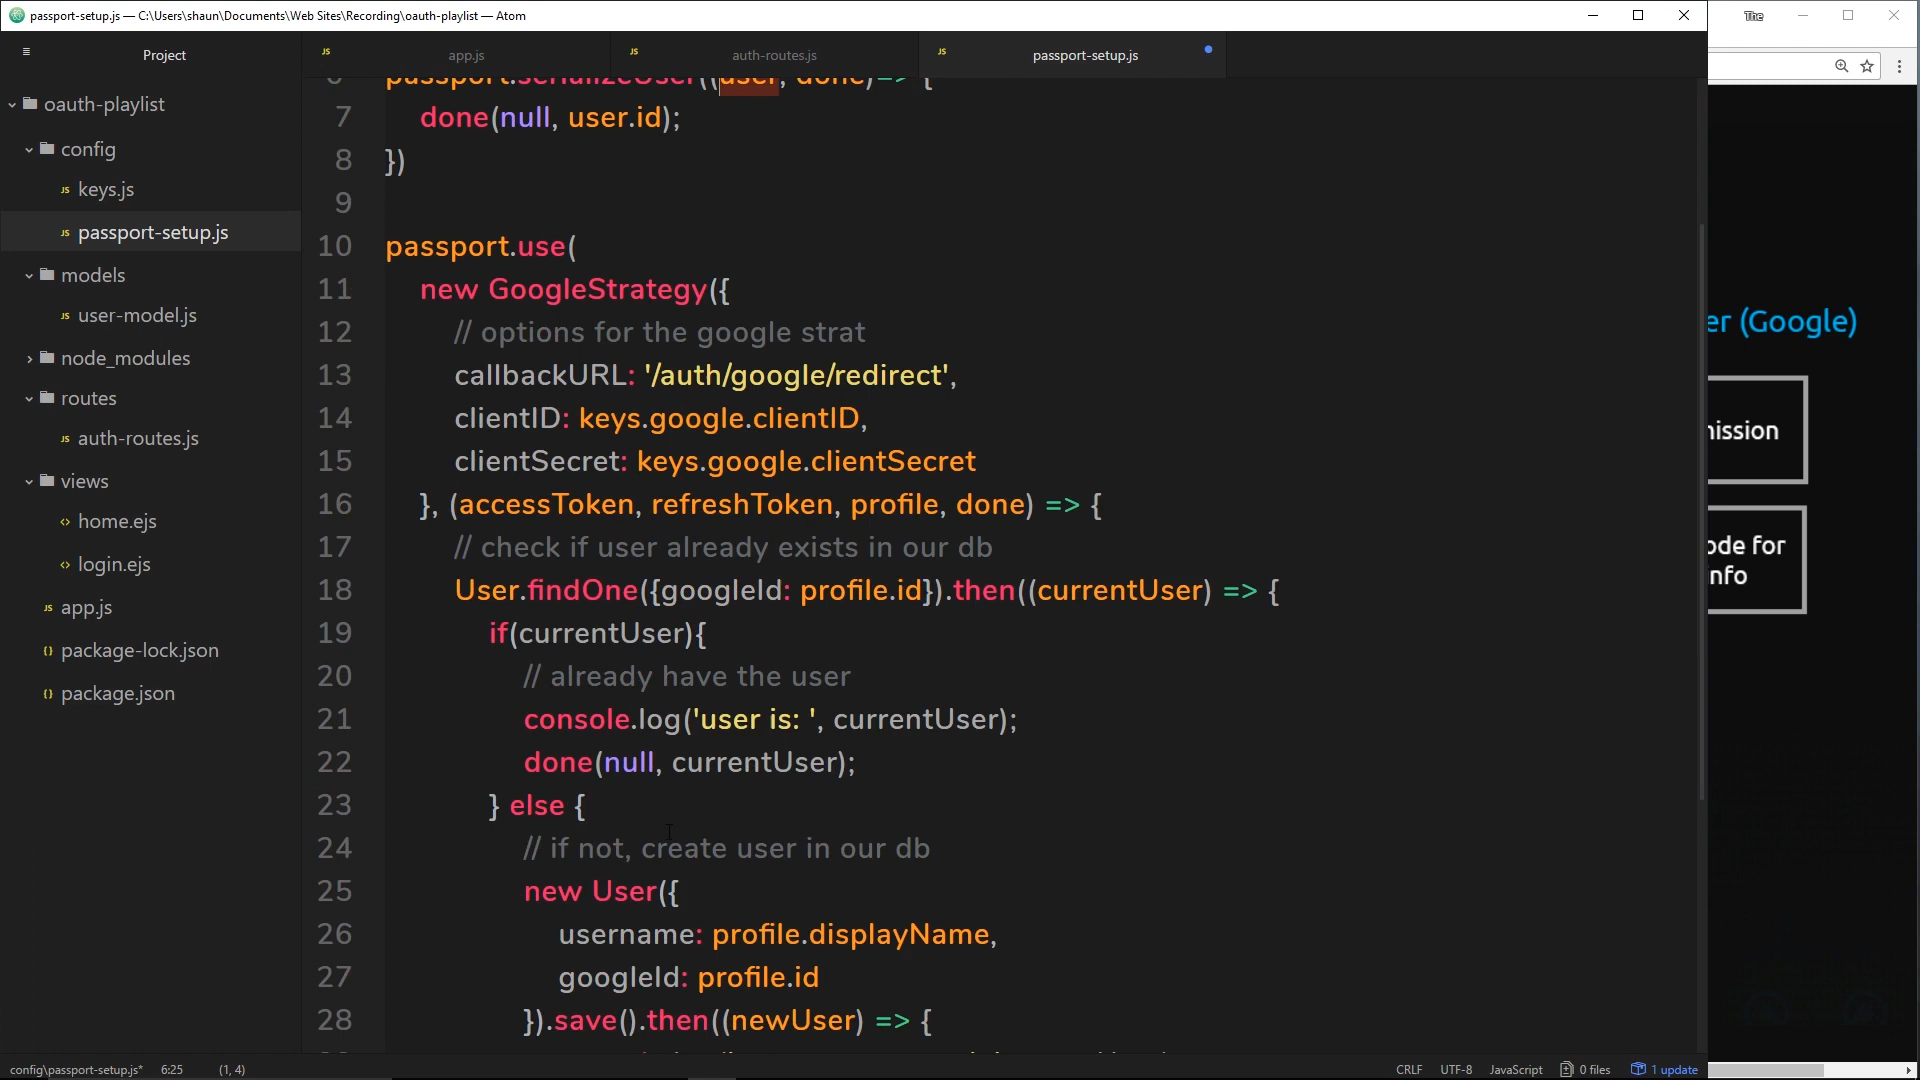 passport-setup.js — C:\Users\shaun\Documents\Web Sites\Recording\oauth-playlist — Atom
The
Project
app.js
auth-routes.js
passport-setup.js
oauth-playlist
config
keys.js
passport-setup.js
models
user-model.js
node_modules
routes
auth-routes.js
views
home.ejs
login.ejs
app.js
package-lock.json
package.json
6 passport.serializeUser((user, done)=> {
7 done(null, user.id);
8 })
9
10 passport.use(
11 new GoogleStrategy({
12 // options for the google strat
13 callbackURL: '/auth/google/redirect',
14 clientID: keys.google.clientID,
15 clientSecret: keys.google.clientSecret
16 }, (accessToken, refreshToken, profile, done) => {
17 // check if user already exists in our db
18 User.findOne({googleId: profile.id}).then((currentUser) => {
19 if(currentUser){
20 // already have the user
21 console.log('user is: ', currentUser);
22 done(null, currentUser);
23 } else {
24 // if not, create user in our db
25 new User({
26 username: profile.displayName,
27 googleId: profile.id
28 }).save().then((newUser) => {
er (Google)
ission
ode for
info
config\passport-setup.js* 6:25 (1, 4)
CRLF UTF-8 JavaScript 0 files 1 update